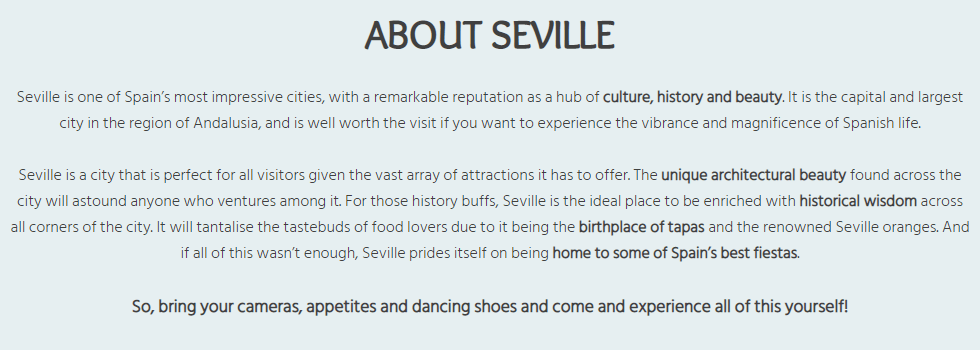 ABOUT SEVILLE
Seville is one of Spain’s most impressive cities, with a remarkable reputation as a hub of culture, history and beauty. It is the capital and largest
city in the region of Andalusia, and is well worth the visit if you want to experience the vibrance and magnificence of Spanish life.
Seville is a city that is perfect for all visitors given the vast array of attractions it has to offer. The unique architectural beauty found across the
city will astound anyone who ventures among it. For those history buffs, Seville is the ideal place to be enriched with historical wisdom across
all corners of the city. It will tantalise the tastebuds of food lovers due to it being the birthplace of tapas and the renowned Seville oranges. And
if all of this wasn’t enough, Seville prides itself on being home to some of Spain’s best fiestas.
So, bring your cameras, appetites and dancing shoes and come and experience all of this yourself!